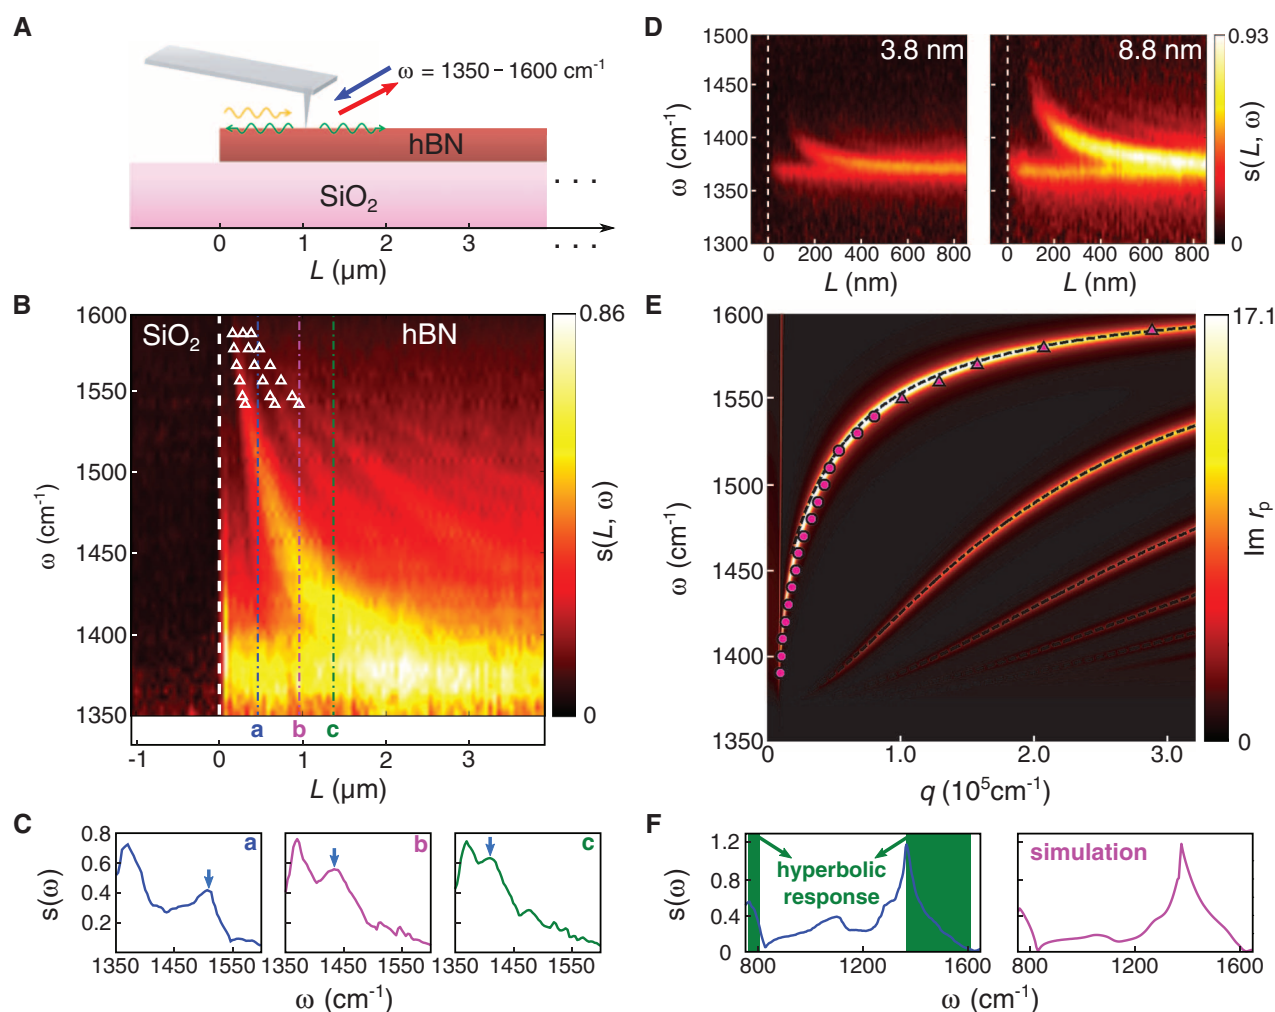 A
ω = 1350 – 1600 cm-1
hBN
SiO2
. . .
0 1 2 3 . . .
L (µm)
B
1600
1550
1500
1450
1400
1350
ω (cm-1)
SiO2 hBN
0.86
s(L, ω)
0
a b c
-1 0 1 2 3
L (µm)
C
0.8
0.6
0.4
0.2
s(ω)
a
b
c
1350 1450 1550
1350 1450 1550
1350 1450 1550
ω (cm-1)
D
1500
1450
1400
1350
1300
ω (cm-1)
3.8 nm
8.8 nm
0.93
s(L, ω)
0
0 200 400 600 800
0 200 400 600 800
L (nm)
L (nm)
E
1600
1550
1500
1450
1400
1350
ω (cm-1)
17.1
Im rp
0
0 1.0 2.0 3.0
q (105cm-1)
F
1.2
0.8
0.4
0
s(ω)
hyperbolic
response
simulation
800 1200 1600
800 1200 1600
ω (cm-1)